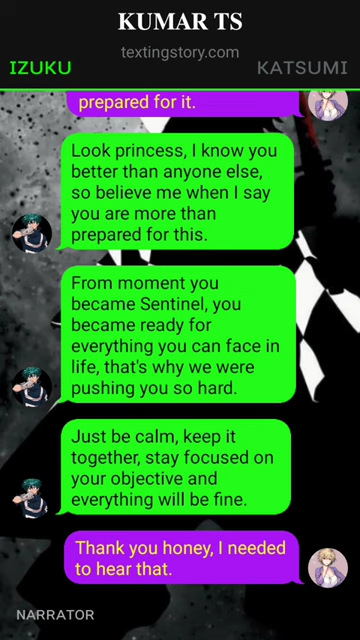 KUMAR TS
textingstory.com
IZUKU
KATSUMI
prepared for it.
Look princess, I know you
better than anyone else,
so believe me when I say
you are more than
prepared for this.
From moment you
became Sentinel, you
became ready for
everything you can face in
life, that's why we were
pushing you so hard.
Just be calm, keep it
together, stay focused on
your objective and
everything will be fine.
Thank you honey, I needed
to hear that.
NARRATOR